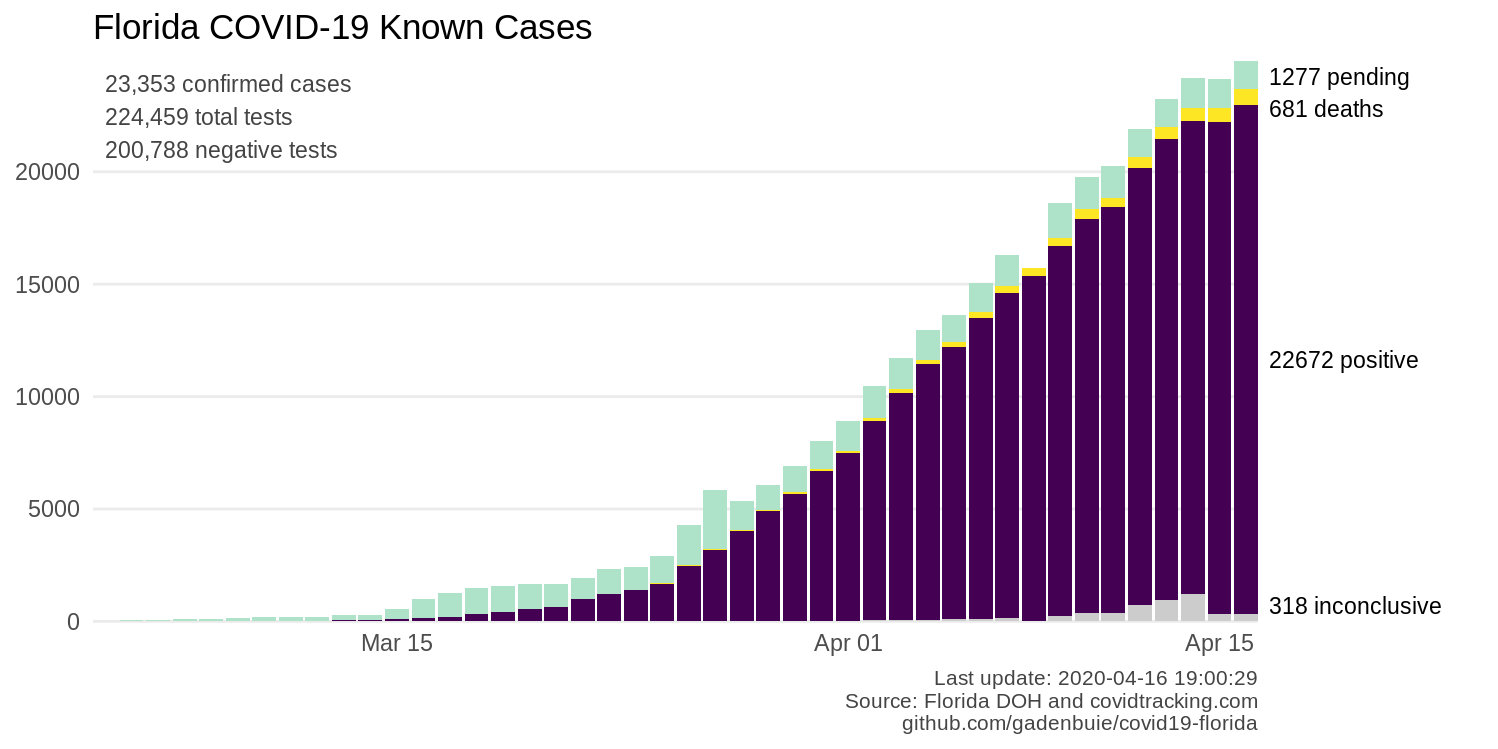 Florida COVID-19 Known Cases
23,353 confirmed cases
224,459 total tests
200,788 negative tests
1277 pending
681 deaths
22672 positive
318 inconclusive
20000
15000
10000
5000
0
Mar 15
Apr 01
Apr 15
Last update: 2020-04-16 19:00:29
Source: Florida DOH and covidtracking.com
github.com/gadenbuie/covid19-florida